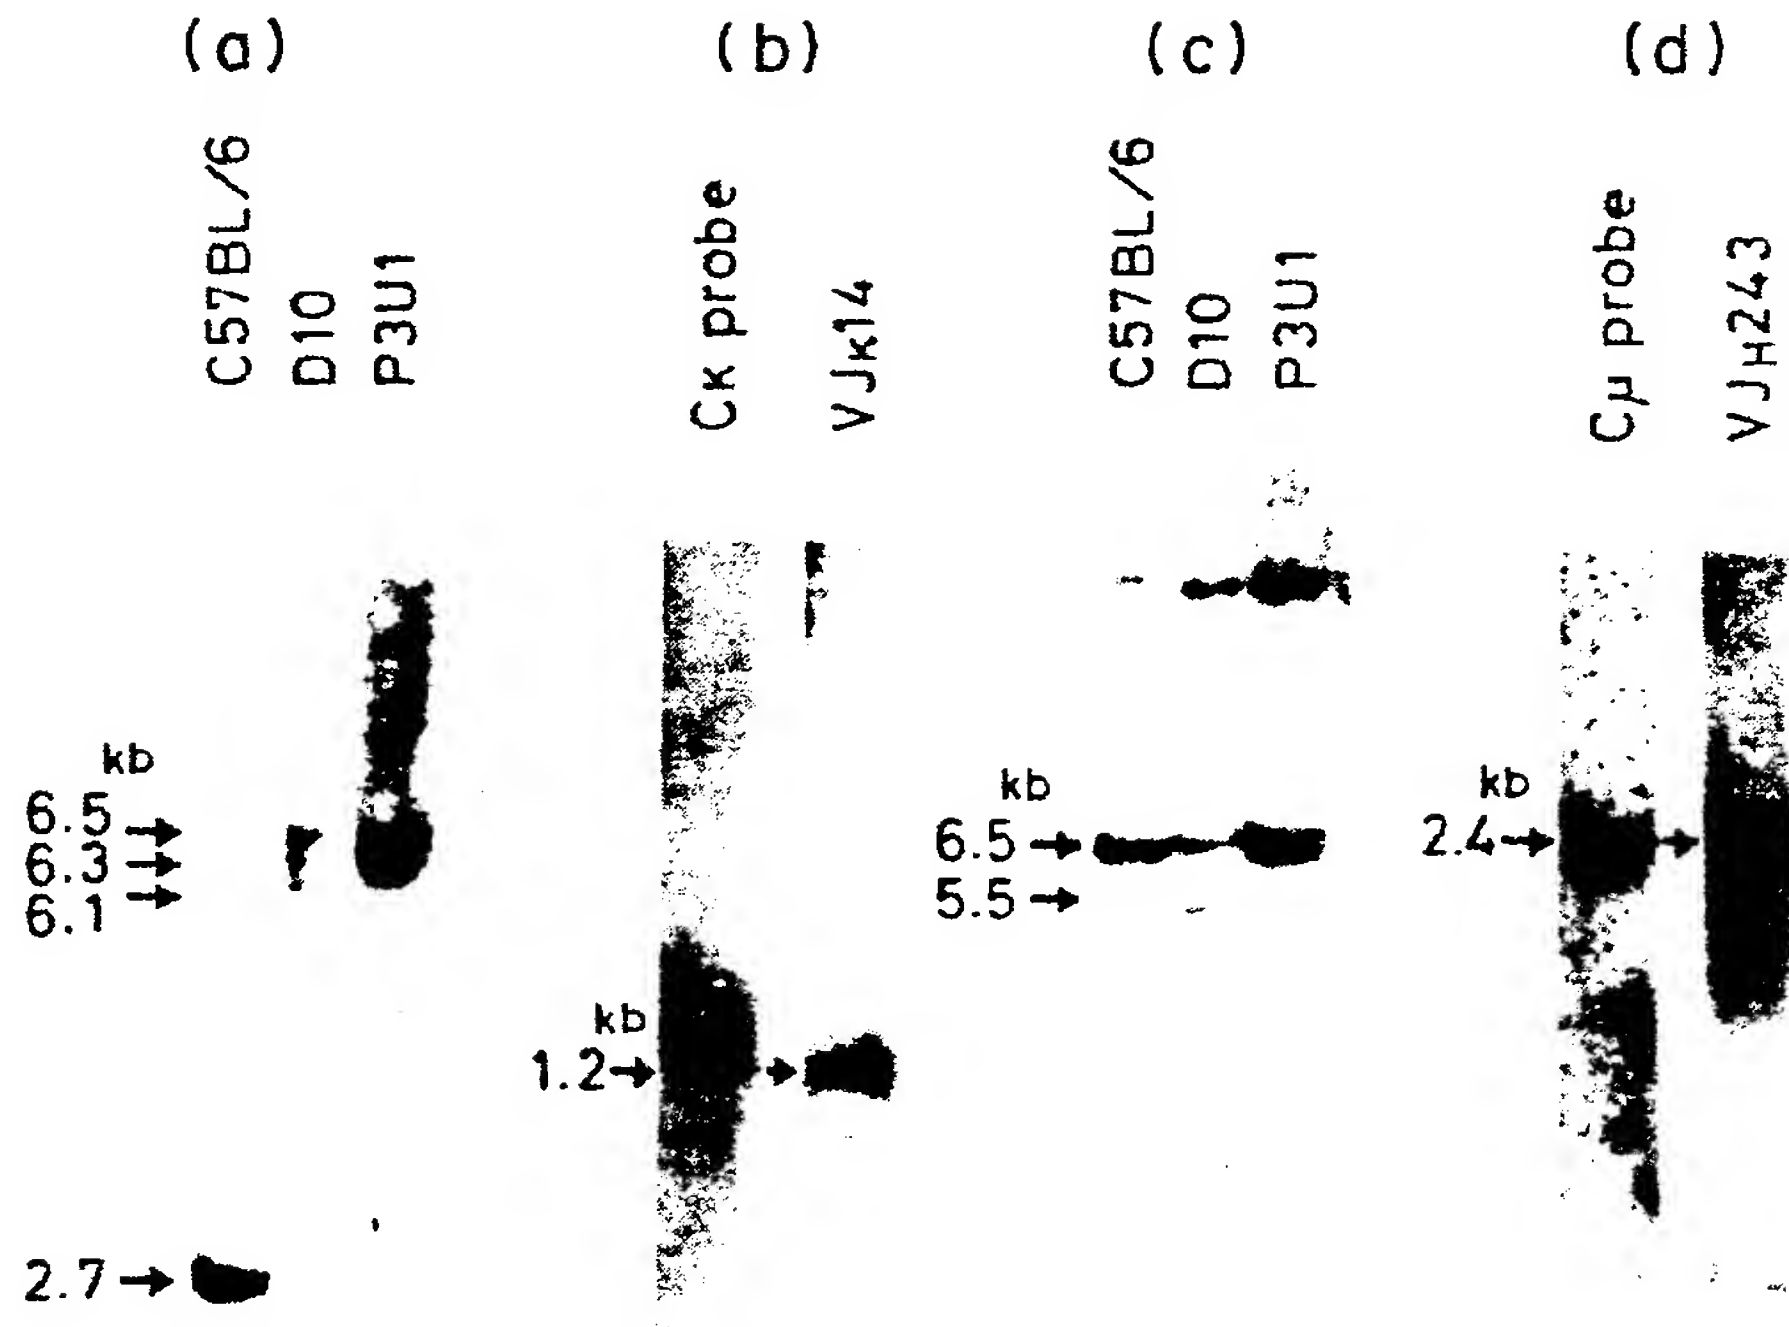 (a)
C57BL/6
D10
P3U1
kb
6.5
6.3
6.1
2.7
(b)
Cκ probe
VJκ14
kb
1.2
(c)
C57BL/6
D10
P3U1
kb
6.5
5.5
(d)
Cμ probe
VJH243
kb
2.4